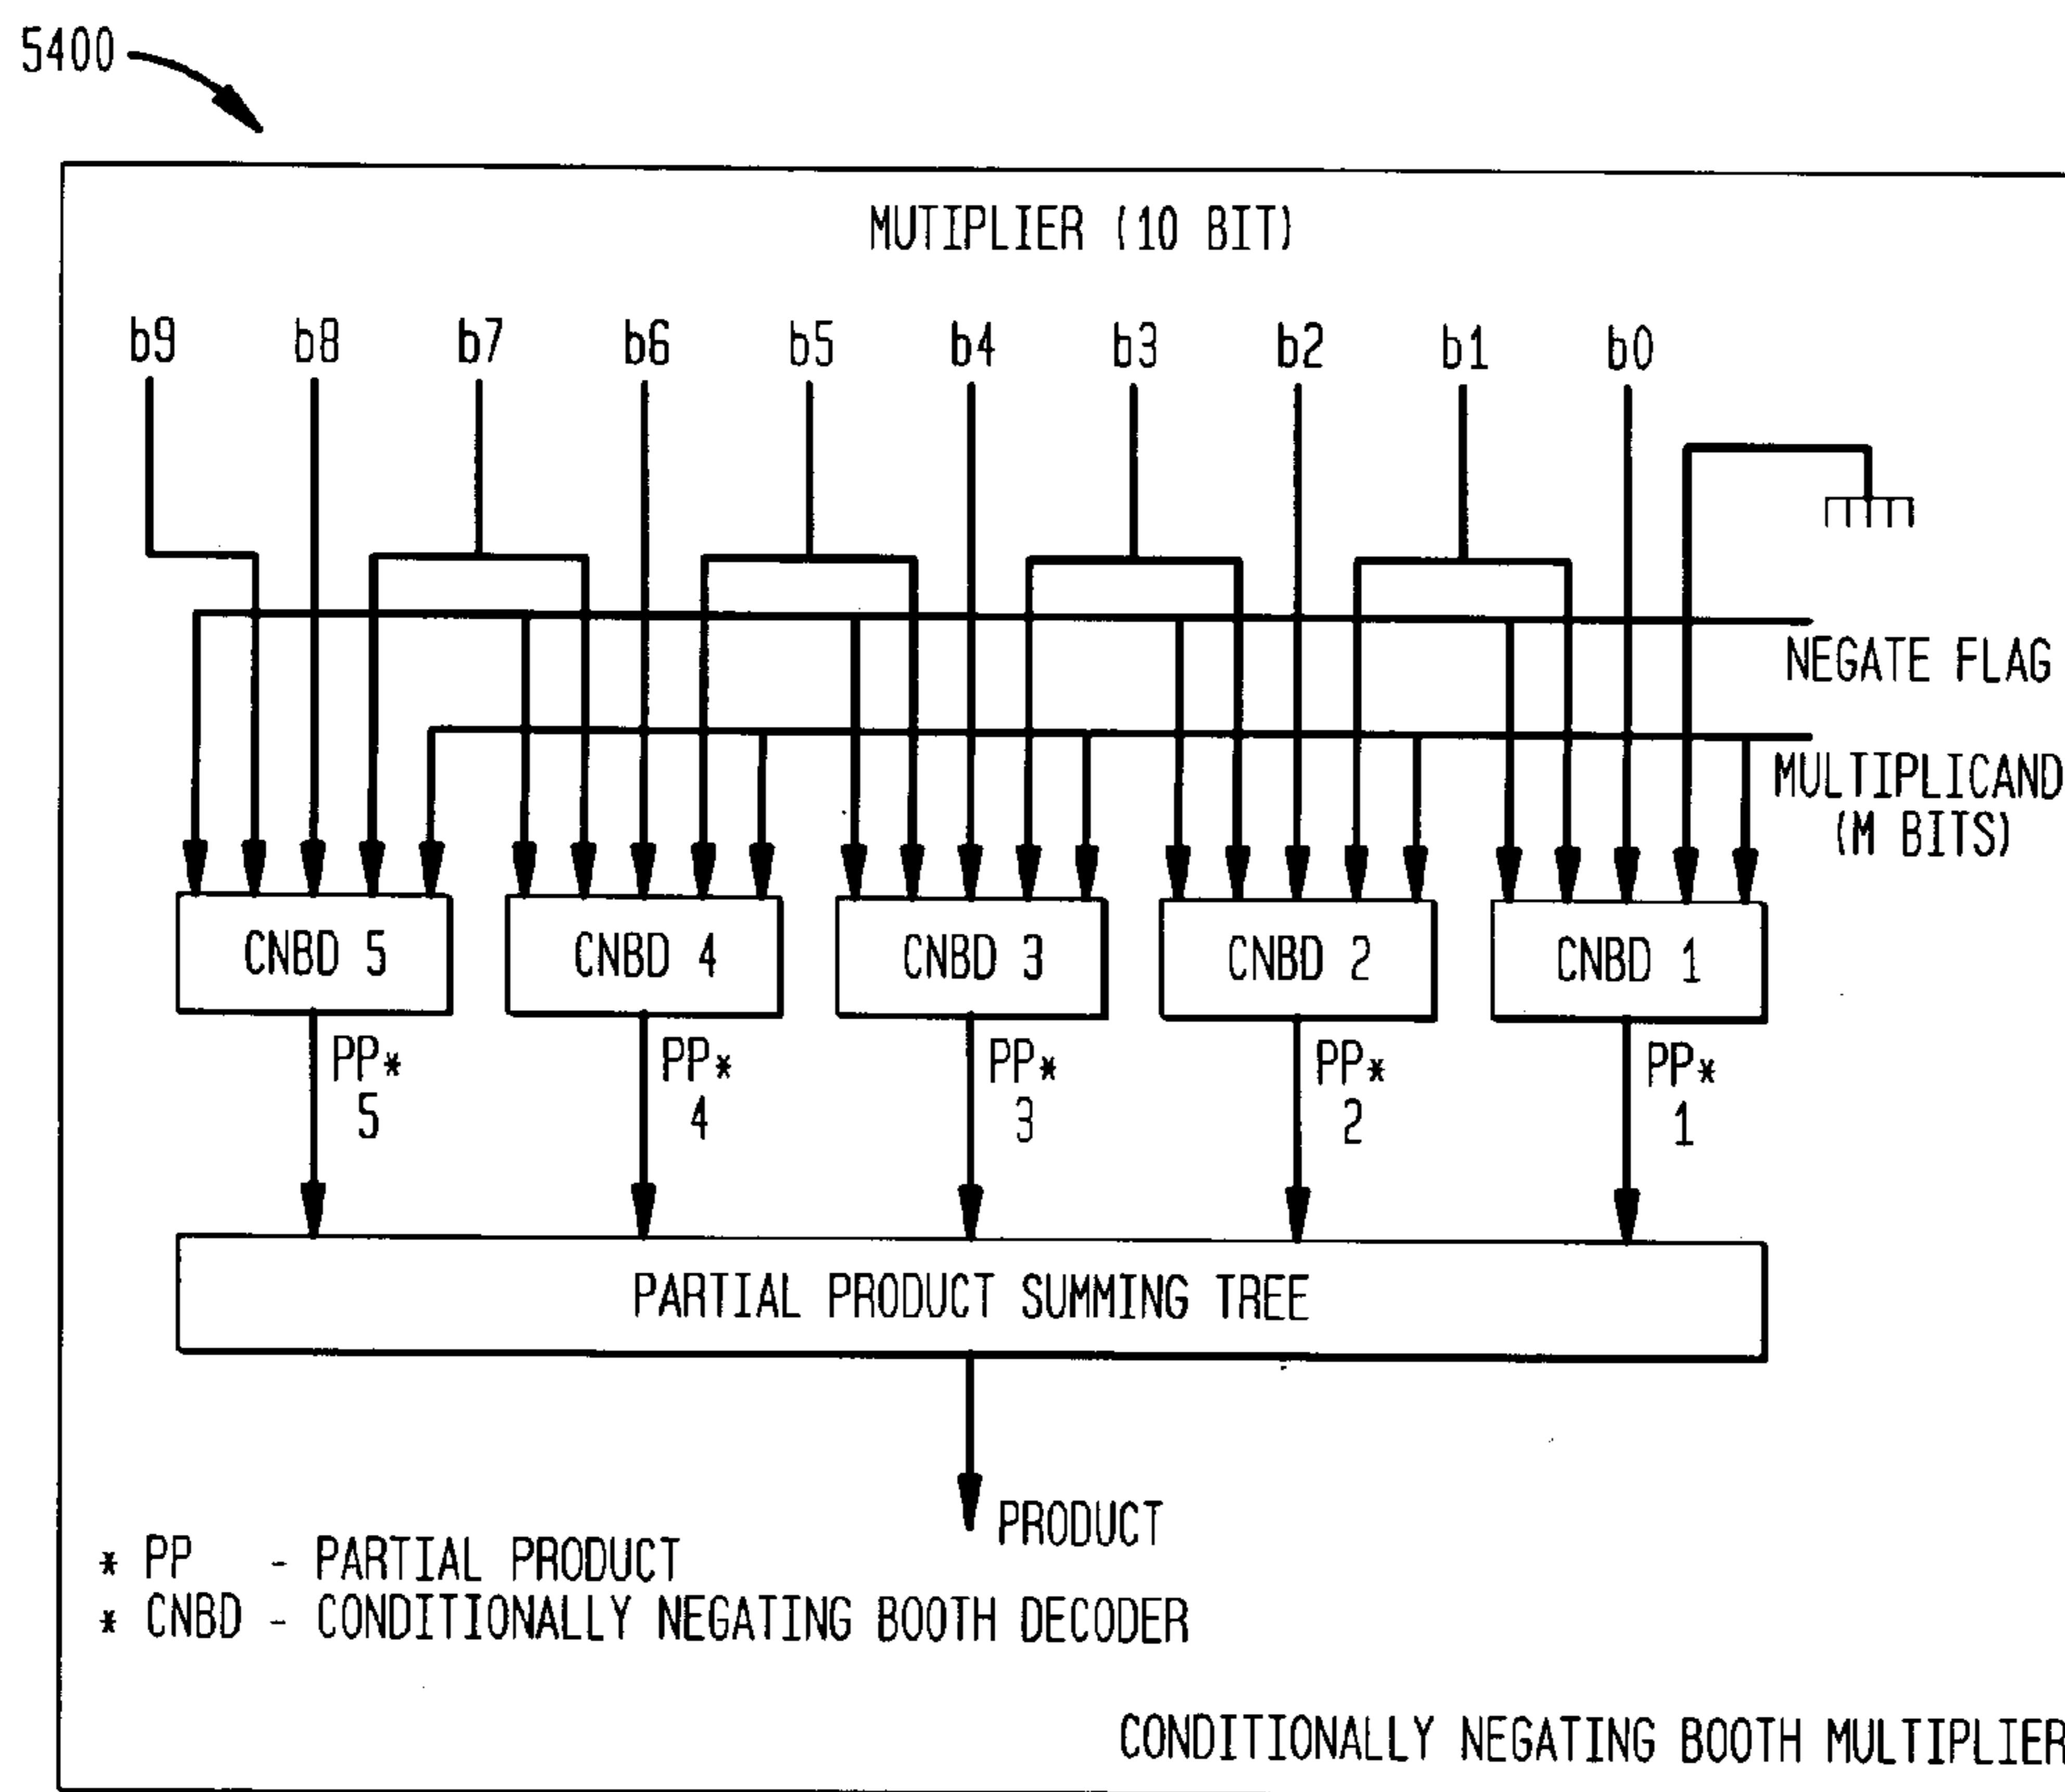 5400
MUTIPLIER (10 BIT)
b9 b8 b7 b6 b5 b4 b3 b2 b1 b0
NEGATE FLAG
MULTIPLICAND
(M BITS)
CNBD 5 CNBD 4 CNBD 3 CNBD 2 CNBD 1
PP* PP* PP* PP* PP*
5 4 3 2 1
PARTIAL PRODUCT SUMMING TREE
PRODUCT
* PP - PARTIAL PRODUCT
* CNBD - CONDITIONALLY NEGATING BOOTH DECODER
CONDITIONALLY NEGATING BOOTH MULTIPLIER